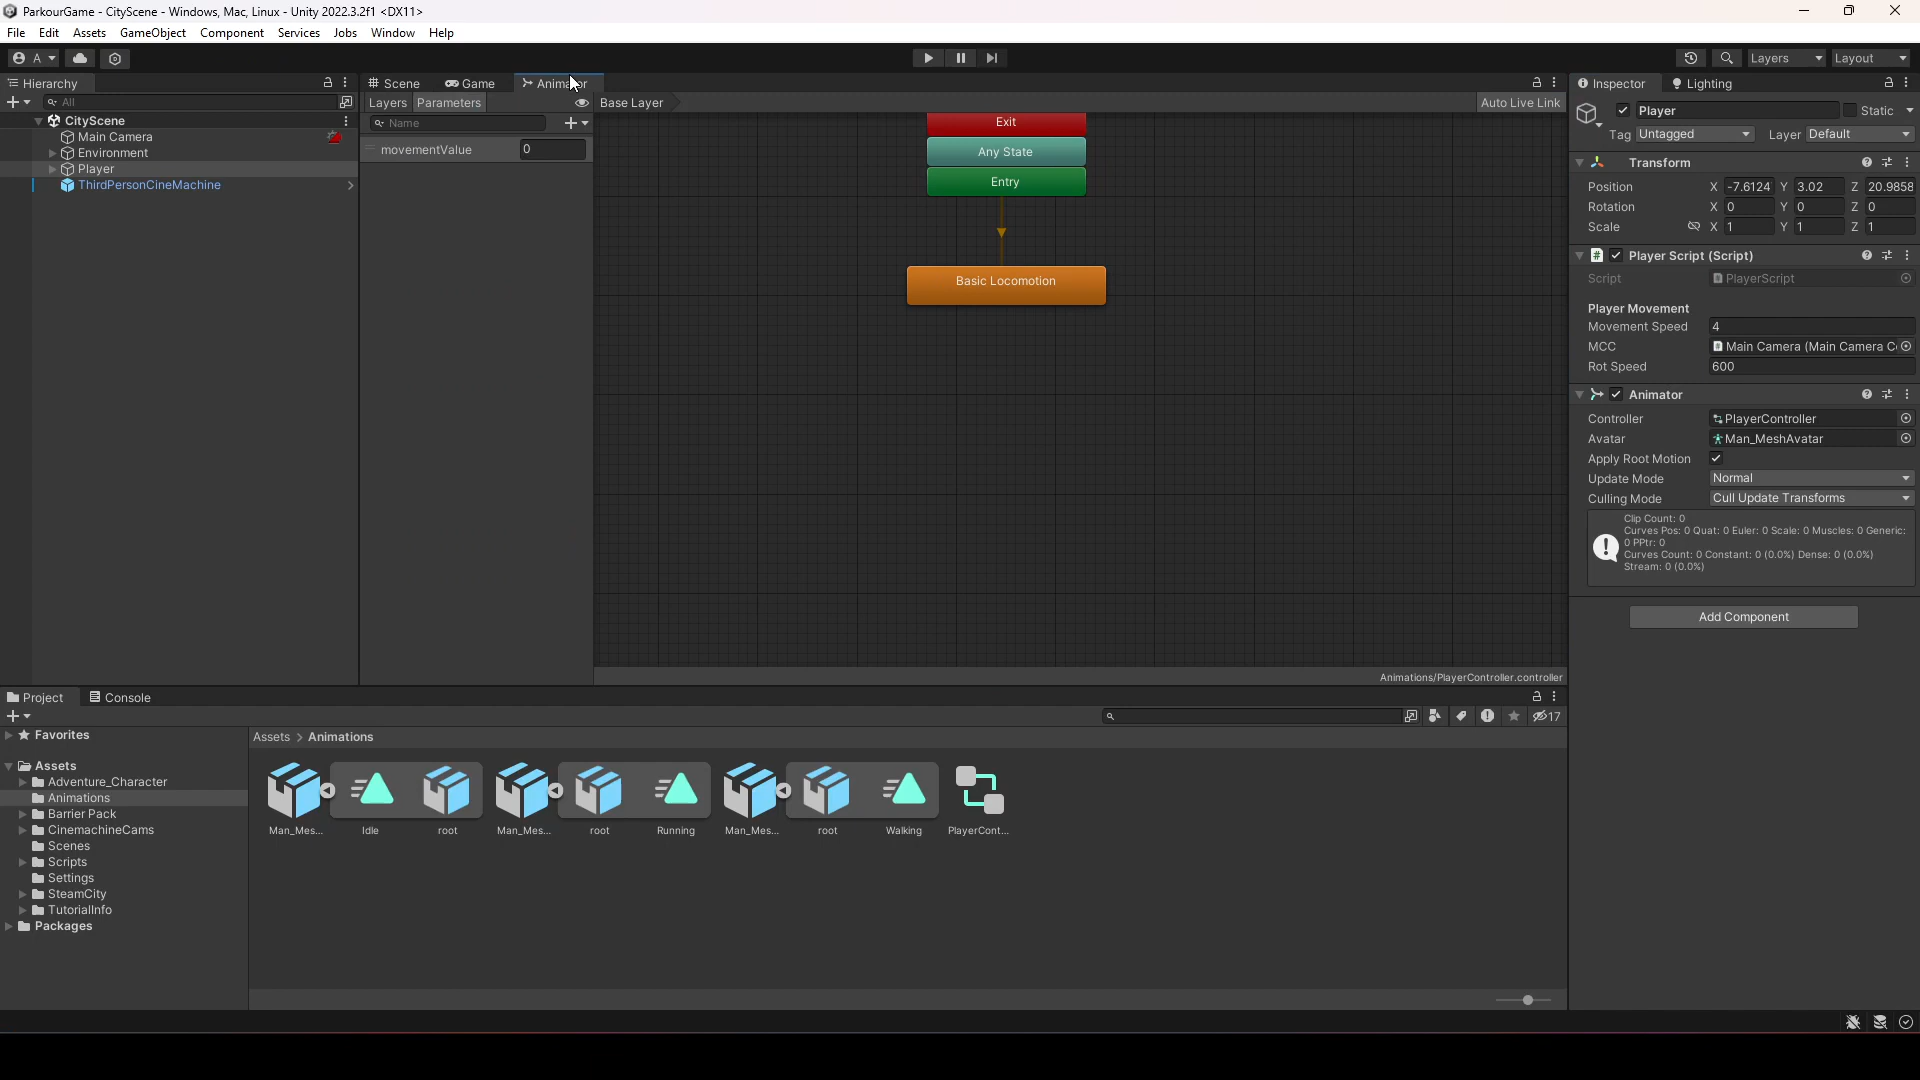 ParkourGame - CityScene - Windows, Mac, Linux - Unity 2022.3.2f1 <DX11>
File Edit Assets GameObject Component Services Jobs Window Help
A Layers Layout
Hierarchy Scene Game Inspector Lighting
All Layers Parameters Base Layer Auto Live Link
Name
CityScene
Main Camera
Environment
Player
ThirdPersonCineMachine
movementValue 0
Exit
Any State
Entry
Basic Locomotion
Animations/PlayerController.controller
Player Static
Tag Untagged Layer Default
Transform
Position X -7.6124 Y 3.02 Z 20.9858
Rotation X 0 Y 0 Z 0
Scale X 1 Y 1 Z 1
Player Script (Script)
Script PlayerScript
Player Movement
Movement Speed 4
MCC Main Camera (Main Camera C
Rot Speed 600
Animator
Controller PlayerController
Avatar Man_MeshAvatar
Apply Root Motion
Update Mode Normal
Culling Mode Cull Update Transforms
Clip Count: 0
Curves Pos: 0 Quat: 0 Euler: 0 Scale: 0 Muscles: 0 Generic:
0 PPtr: 0
Curves Count: 0 Constant: 0 (0.0%) Dense: 0 (0.0%)
Stream: 0 (0.0%)
Add Component
Project Console
17
Favorites
Assets
Adventure_Character
Animations
Barrier Pack
CinemachineCams
Scenes
Scripts
Settings
SteamCity
TutorialInfo
Packages
Assets > Animations
Man_Mes... Idle root Man_Mes... root Running Man_Mes... root Walking PlayerCont...